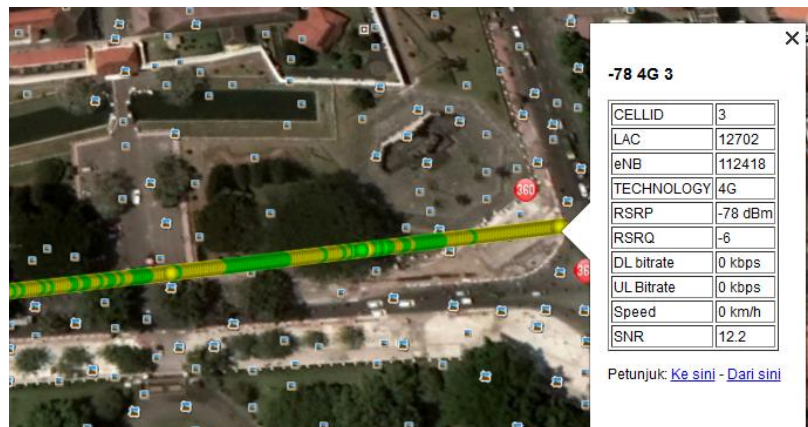 360
36
-78 4G 3
CELLID 3
LAC 12702
eNB 112418
TECHNOLOGY 4G
RSRP -78 dBm
RSRQ -6
DL bitrate 0 kbps
UL Bitrate 0 kbps
Speed 0 km/h
SNR 12.2
Petunjuk: Ke sini - Dari sini